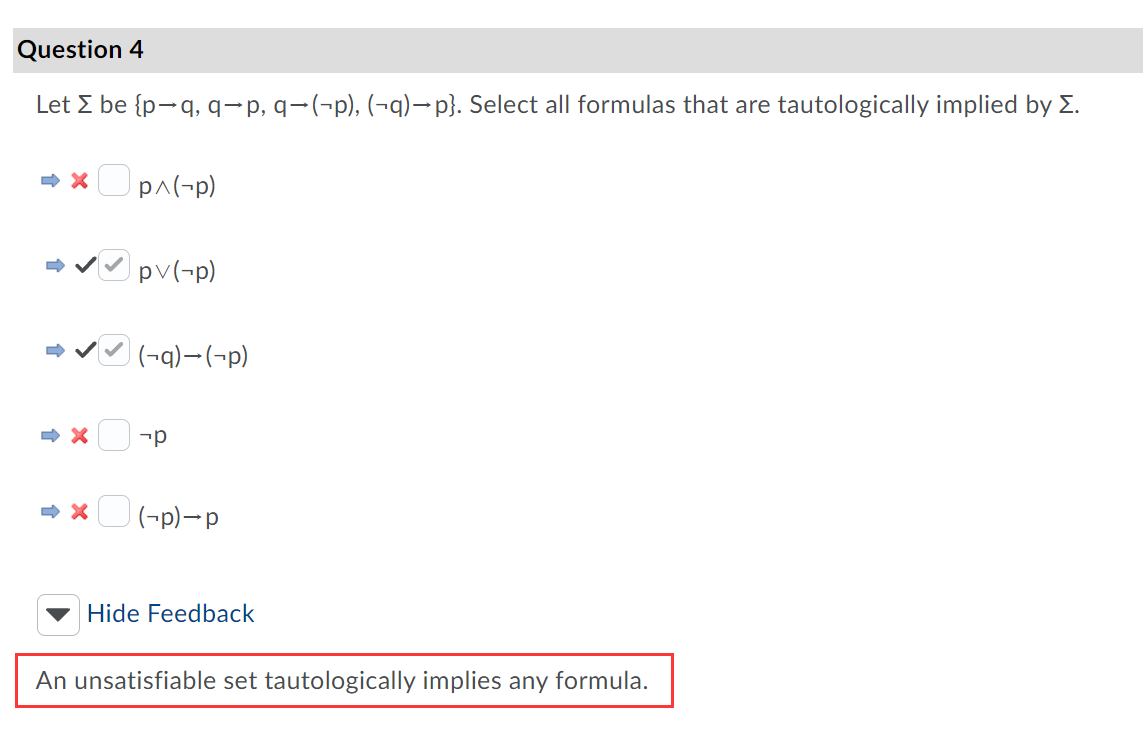 Question 4
Let Σ be {p→q, q→p, q→(¬p), (¬q)→p}. Select all formulas that are tautologically implied by Σ.
p∧(¬p)
p∨(¬p)
(¬q)→(¬p)
¬p
(¬p)→p
Hide Feedback
An unsatisfiable set tautologically implies any formula.